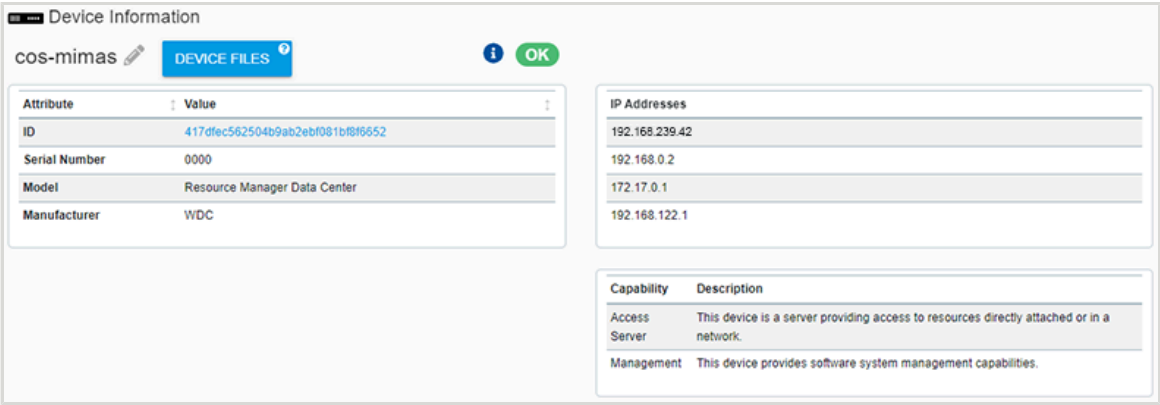 Device Information
cos-mimas DEVICE FILES ? i OK
Attribute Value
ID 417dfec562504b9ab2ebf081bf8f6652
Serial Number 0000
Model Resource Manager Data Center
Manufacturer WDC
IP Addresses
192.168.239.42
192.168.0.2
172.17.0.1
192.168.122.1
Capability Description
Access This device is a server providing access to resources directly attached or in a
Server network.
Management This device provides software system management capabilities.